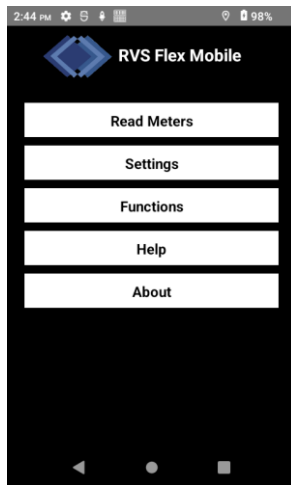 2:44 PM 98%
RVS Flex Mobile
Read Meters
Settings
Functions
Help
About